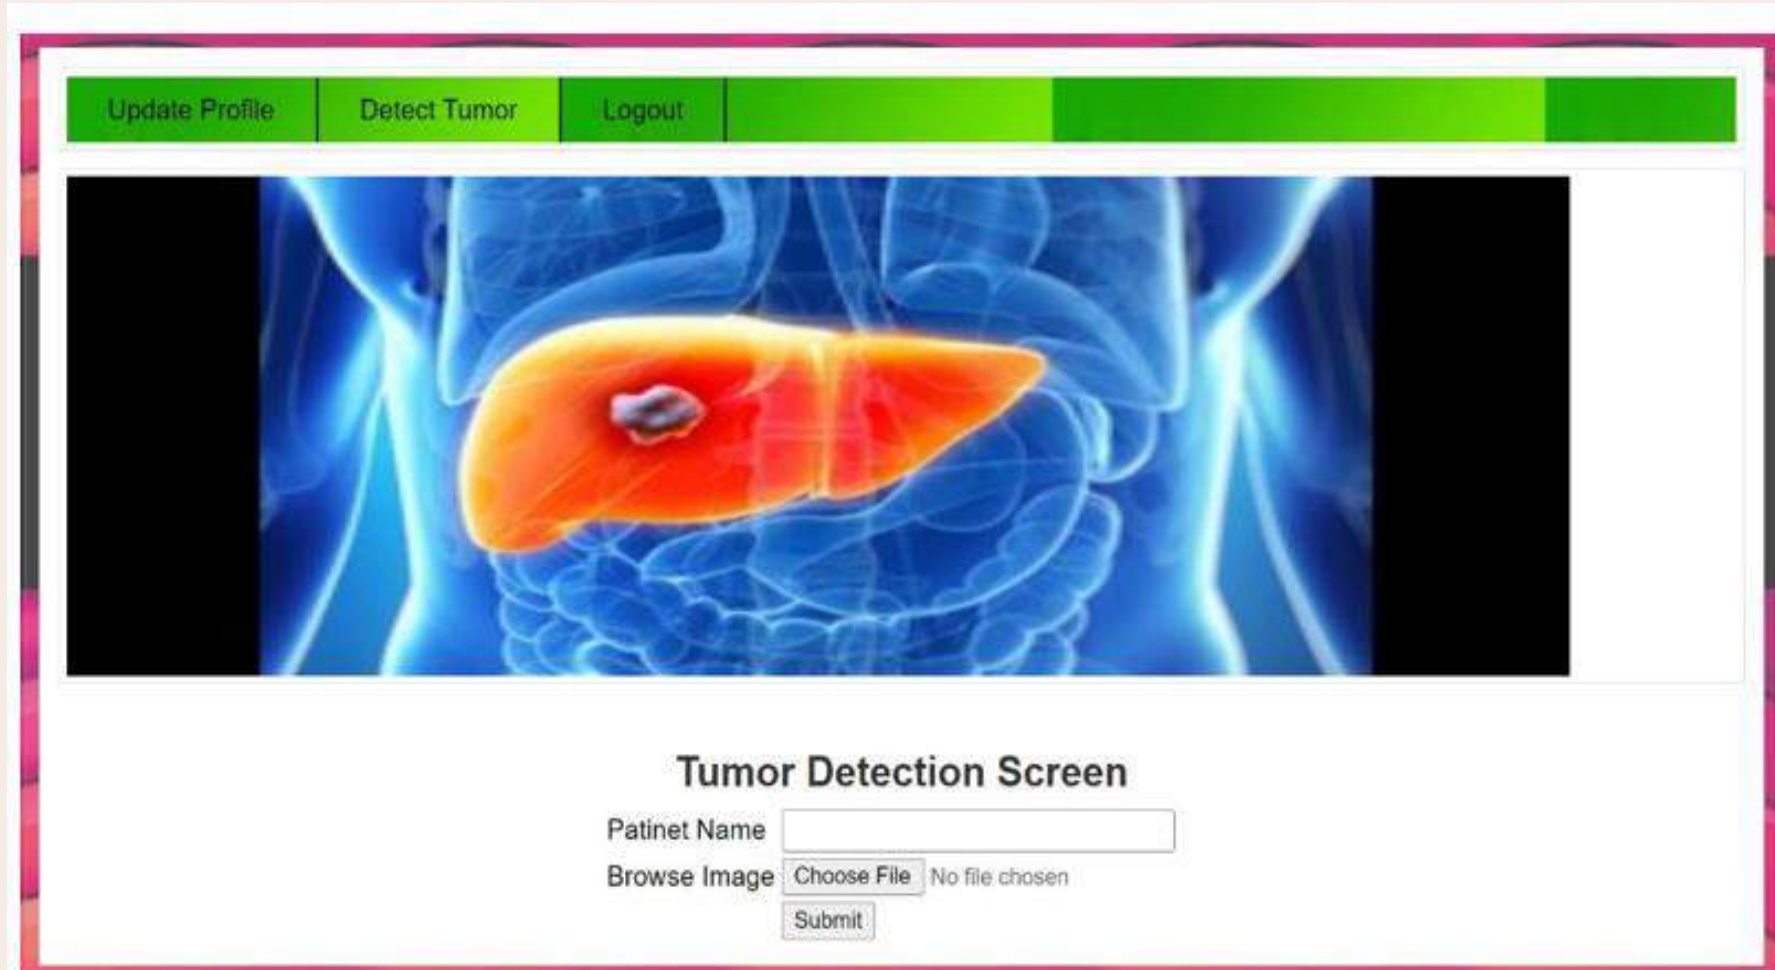 Update Profile Detect Tumor Logout
Tumor Detection Screen
Patinet Name
Browse Image Choose File No file chosen
Submit